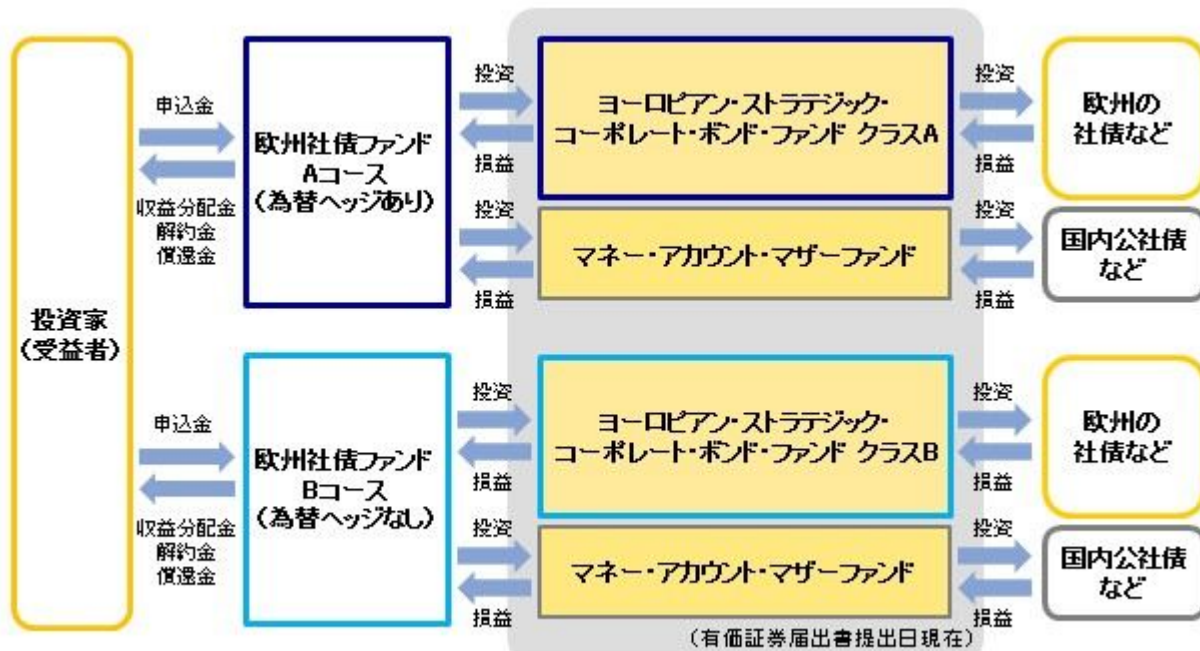 投資家
(受益者)
申込金
収益分配金
解約金
償還金
欧州社債ファンド
Aコース
(為替ヘッジあり)
投資
損益
ヨーロピアン・ストラテジック・
コーポレート・ボンド・ファンド クラスA
投資
損益
欧州の
社債など
投資
損益
マネー・アカウント・マザーファンド
投資
損益
国内公社債
など
申込金
収益分配金
解約金
償還金
欧州社債ファンド
Bコース
(為替ヘッジなし)
投資
損益
ヨーロピアン・ストラテジック・
コーポレート・ボンド・ファンド クラスB
投資
損益
欧州の
社債など
投資
損益
マネー・アカウント・マザーファンド
投資
損益
国内公社債
など
(有価証券届出書提出日現在)